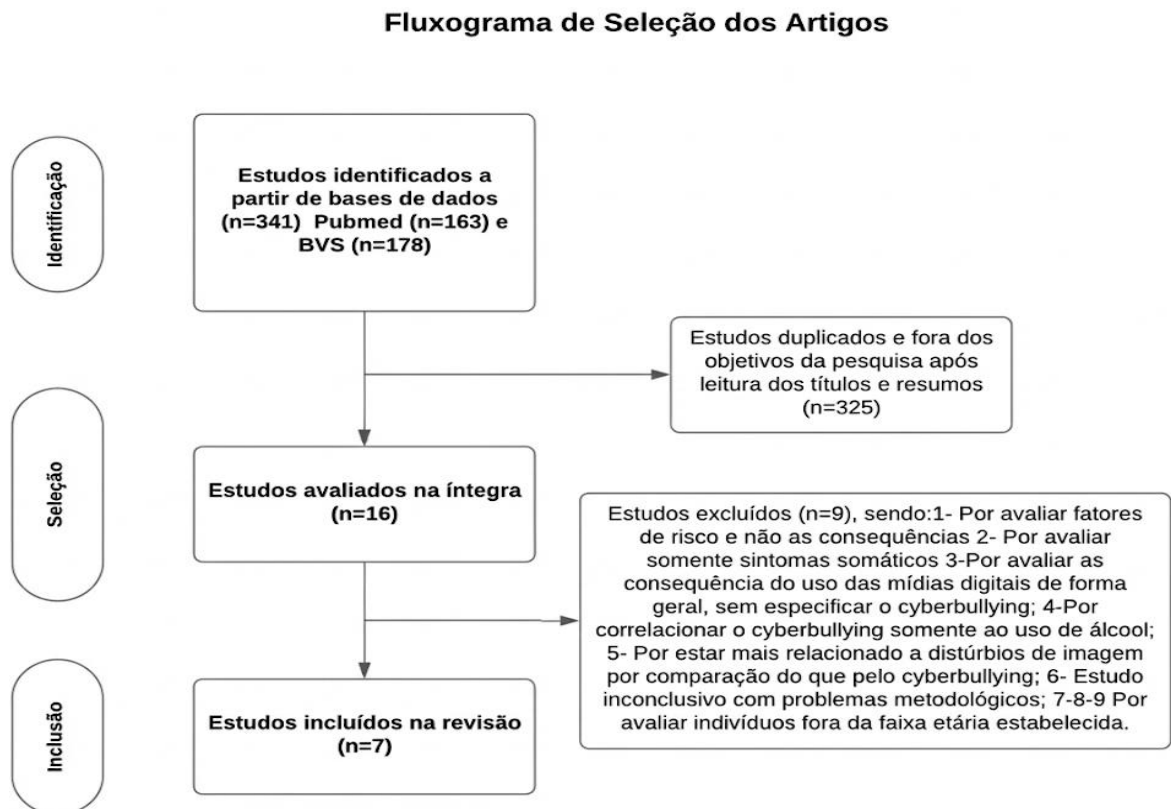 Fluxograma de Seleção dos Artigos
Identificação
Estudos identificados a
partir de bases de dados
(n=341)  Pubmed (n=163) e
BVS (n=178)
Estudos duplicados e fora dos
objetivos da pesquisa após
leitura dos títulos e resumos
(n=325)
Seleção
Estudos avaliados na íntegra
(n=16)
Estudos excluídos (n=9), sendo:1- Por avaliar fatores
de risco e não as consequências 2- Por avaliar
somente sintomas somáticos 3-Por avaliar as
consequência do uso das mídias digitais de forma
geral, sem especificar o cyberbullying; 4-Por
correlacionar o cyberbullying somente ao uso de álcool;
5- Por estar mais relacionado a distúrbios de imagem
por comparação do que pelo cyberbullying; 6- Estudo
inconclusivo com problemas metodológicos; 7-8-9 Por
avaliar indivíduos fora da faixa etária estabelecida.
Inclusão
Estudos incluídos na revisão
(n=7)